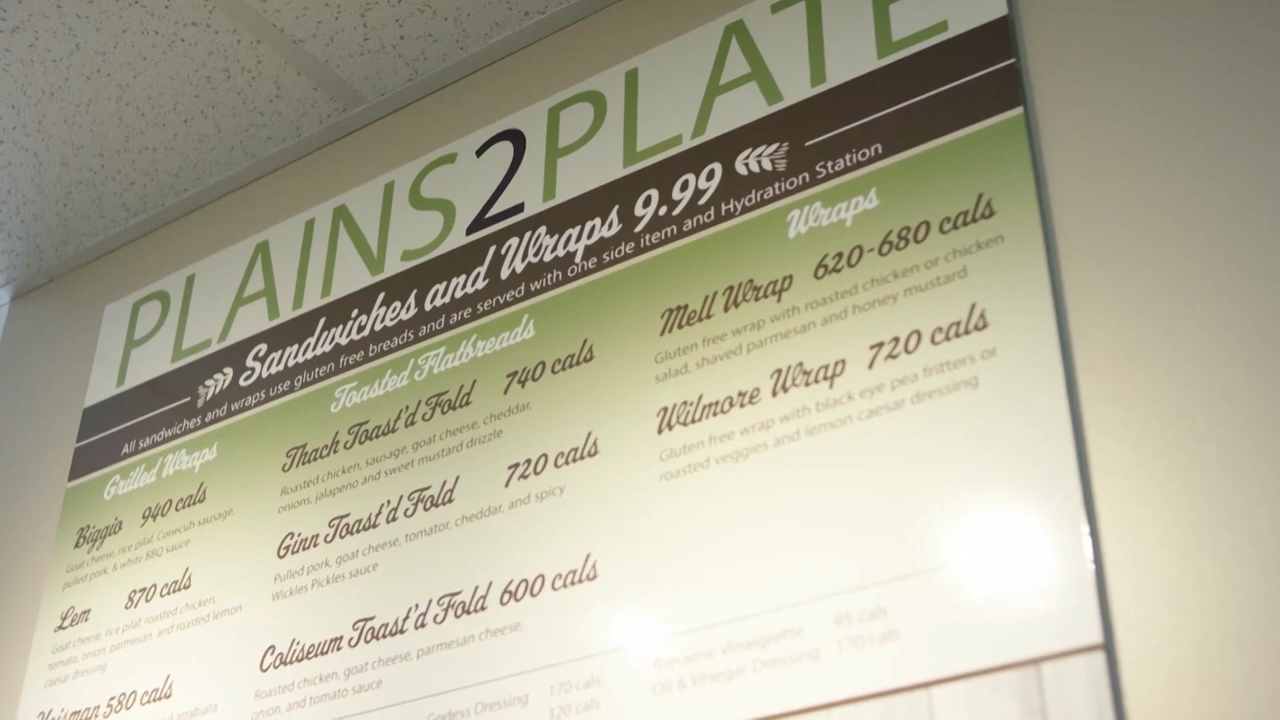 PLAINS2PLATE
Sandwiches and Wraps 9.99
All sandwiches and wraps use gluten free breads and are served with one side item and Hydration Station
Grilled Wraps
Biggio 940 cals
Goat cheese, rice pilaf, Conecuh sausage,
pulled pork, & white BBQ sauce
Lem 870 cals
Goat cheese, rice pilaf, roasted chicken,
tomato, onion, parmesan, and roasted lemon
caesar dressing
580 cals
Toasted Flatbreads
Thach Toast'd Fold 740 cals
Roasted chicken, sausage, goat cheese, cheddar,
onions, jalapeno and sweet mustard drizzle
Ginn Toast'd Fold 720 cals
Pulled pork, goat cheese, tomator, cheddar, and spicy
Wickles Pickles sauce
Coliseum Toast'd Fold 600 cals
Roasted chicken, goat cheese, parmesan cheese,
onion, and tomato sauce
Dressing 170 cals
120 cals
Wraps
Mell Wrap 620-680 cals
Gluten free wrap with roasted chicken or chicken
salad, shaved parmesan and honey mustard
Wilmore Wrap 720 cals
Gluten free wrap with black eye pea fritters or
roasted veggies and lemon caesar dressing
Vinaigrette 95 cals
Oil & Vinegar Dressing 170 cals